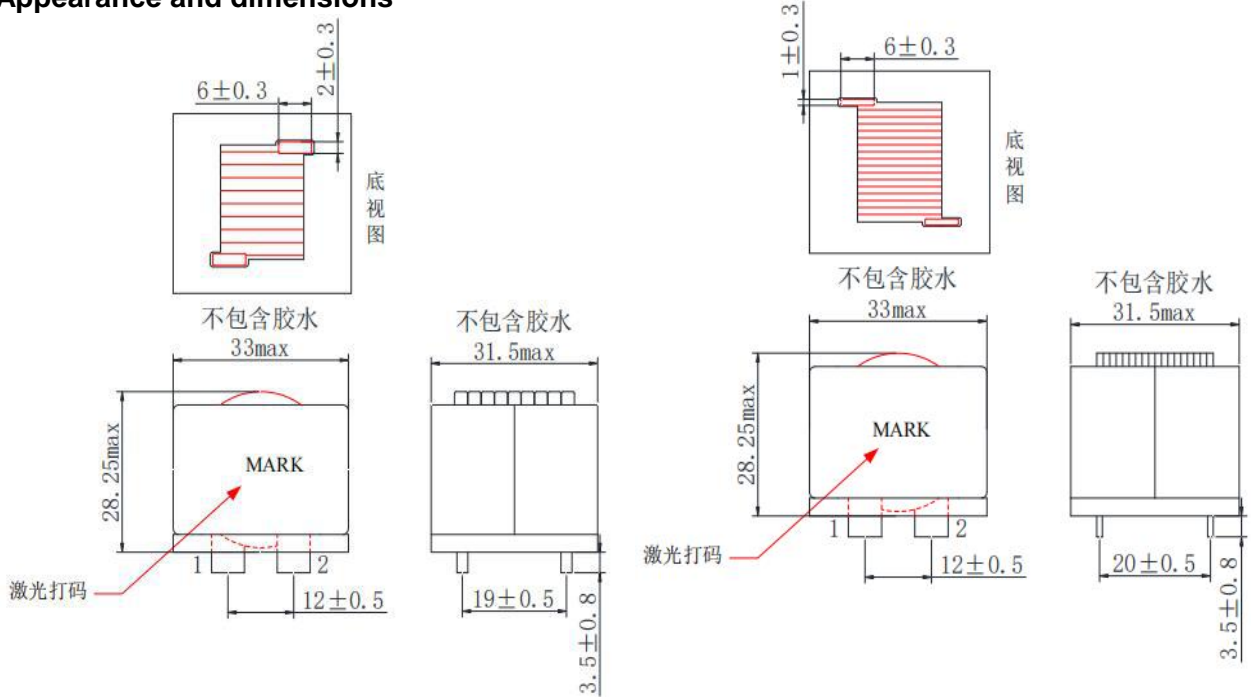 Appearance and dimensions
6±0.3
2±0.3
底视图
不包含胶水
33max
28.25max
MARK
1
2
激光打码
12±0.5
不包含胶水
31.5max
19±0.5
3.5±0.8
1±0.3
6±0.3
底视图
不包含胶水
33max
28.25max
MARK
1
2
激光打码
12±0.5
不包含胶水
31.5max
20±0.5
3.5±0.8